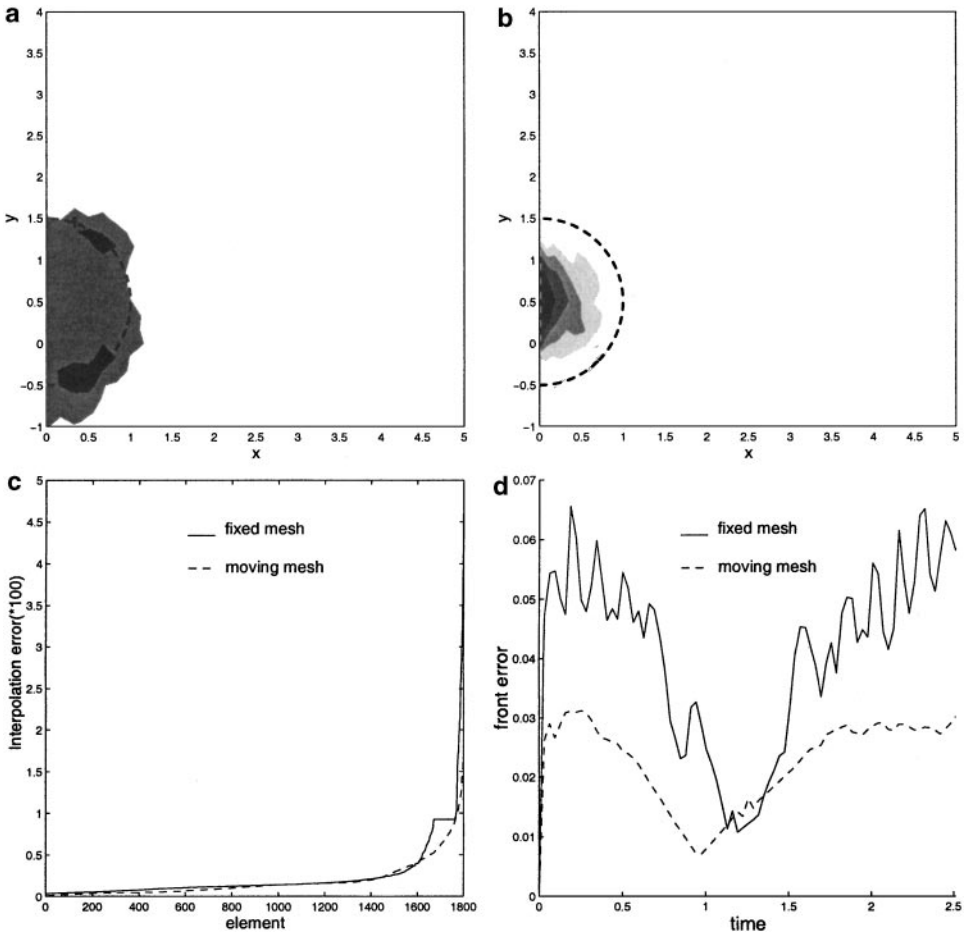 a
4
3.5
3
2.5
2
1.5
1
0.5
0
−0.5
−1
y
0 0.5 1 1.5 2 2.5 3 3.5 4 4.5 5
x
b
4
3.5
3
2.5
2
1.5
1
0.5
0
−0.5
−1
y
0 0.5 1 1.5 2 2.5 3 3.5 4 4.5 5
x
c
5
4.5
4
3.5
3
2.5
2
1.5
1
0.5
0
Interpolation error(*100)
fixed mesh
moving mesh
0 200 400 600 800 1000 1200 1400 1600 1800
element
d
0.07
0.06
0.05
0.04
0.03
0.02
0.01
0
front error
fixed mesh
moving mesh
0 0.5 1 1.5 2 2.5
time